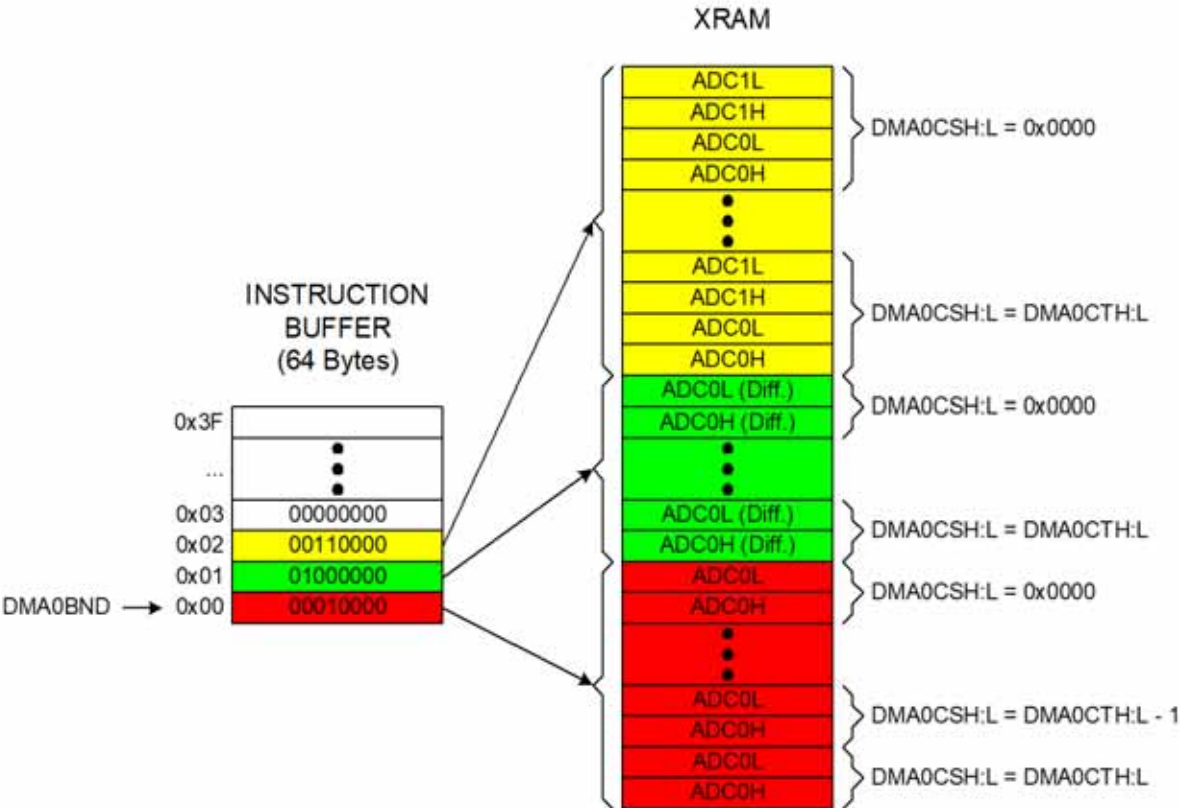 XRAM
ADC1L
ADC1H
ADC0L
ADC0H
DMA0CSH:L = 0x0000
ADC1L
ADC1H
ADC0L
ADC0H
DMA0CSH:L = DMA0CTH:L
ADC0L (Diff.)
ADC0H (Diff.)
DMA0CSH:L = 0x0000
ADC0L (Diff.)
ADC0H (Diff.)
DMA0CSH:L = DMA0CTH:L
ADC0L
ADC0H
DMA0CSH:L = 0x0000
ADC0L
ADC0H
DMA0CSH:L = DMA0CTH:L - 1
ADC0L
ADC0H
DMA0CSH:L = DMA0CTH:L
INSTRUCTION
BUFFER
(64 Bytes)
0x3F
...
0x03 00000000
0x02 00110000
0x01 01000000
DMA0BND 0x00 00010000